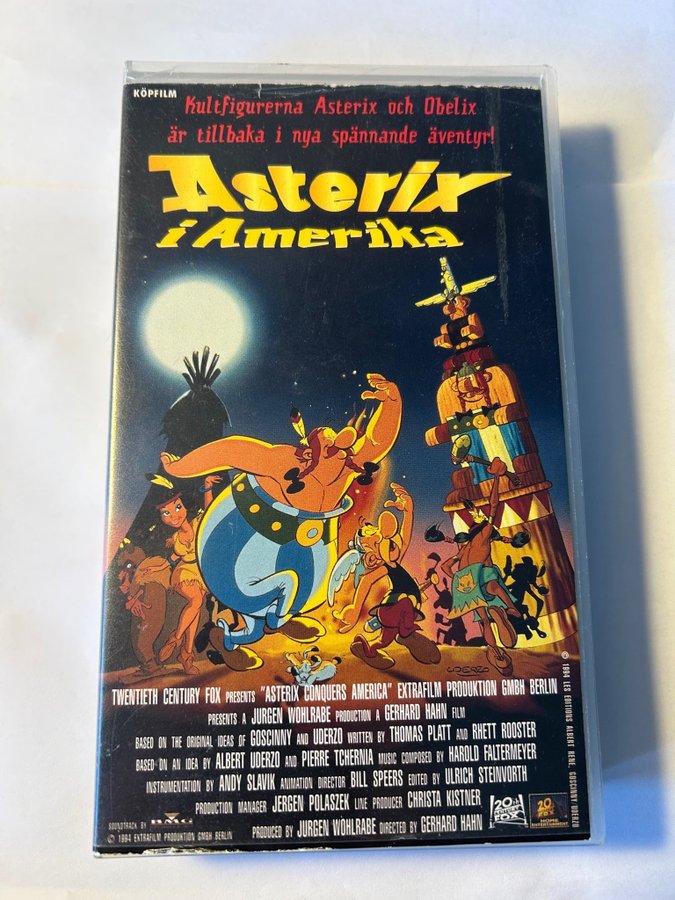 KÖPFILM
Kultfigurerna Asterix och Obelix
är tillbaka i nya spännande äventyr!
Asterix
i Amerika
UDERZO
© 1994 LES EDITIONS ALBERT RENE, GOSCINNY-UDERZO
TWENTIETH CENTURY FOX PRESENTS "ASTERIX CONQUERS AMERICA" EXTRAFILM PRODUKTION GMBH BERLIN
PRESENTS A JURGEN WOHLRABE PRODUCTION A GERHARD HAHN FILM
BASED ON THE ORIGINAL IDEAS OF GOSCINNY AND UDERZO WRITTEN BY THOMAS PLATT AND RHETT ROOSTER
BASED ON AN IDEA BY ALBERT UDERZO AND PIERRE TCHERNIA MUSIC COMPOSED BY HAROLD FALTERMEYER
INSTRUMENTATION BY ANDY SLAVIK ANIMATION DIRECTOR BILL SPEERS EDITED BY ULRICH STEINVORTH
PRODUCTION MANAGER JERGEN POLASZEK LINE PRODUCER CHRISTA KISTNER
SOUNDTRACK BY BMG
© 1994 EXTRAFILM PRODUKTION GMBH BERLIN
PRODUCED BY JURGEN WÖHLRABE DIRECTED BY GERHARD HAHN
20TH CENTURY FOX
20TH FOX HOME ENTERTAINMENT